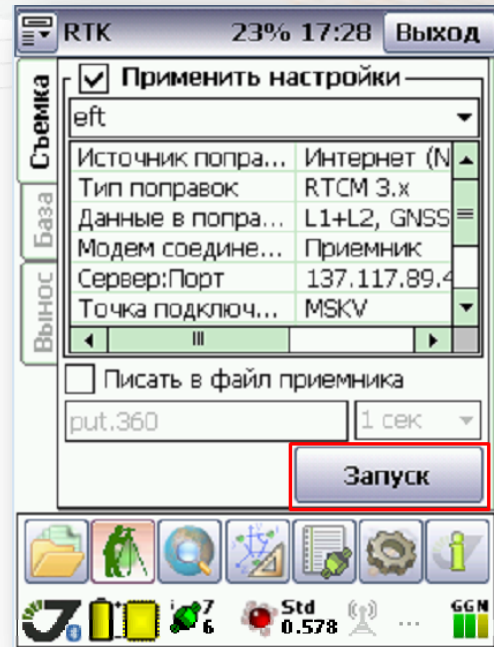 RTK 23% 17:28 Выход
Съемка
База
Вынос
Применить настройки
eft
Источник попра... Интернет (N
Тип поправок RTCM 3.x
Данные в попра... L1+L2, GNSS
Модем соедине... Приемник
Сервер:Порт 137.117.89.4
Точка подключ... MSKV
Писать в файл приемника
put.360 1 сек
Запуск
7
6
Std
0.578
...
GGN